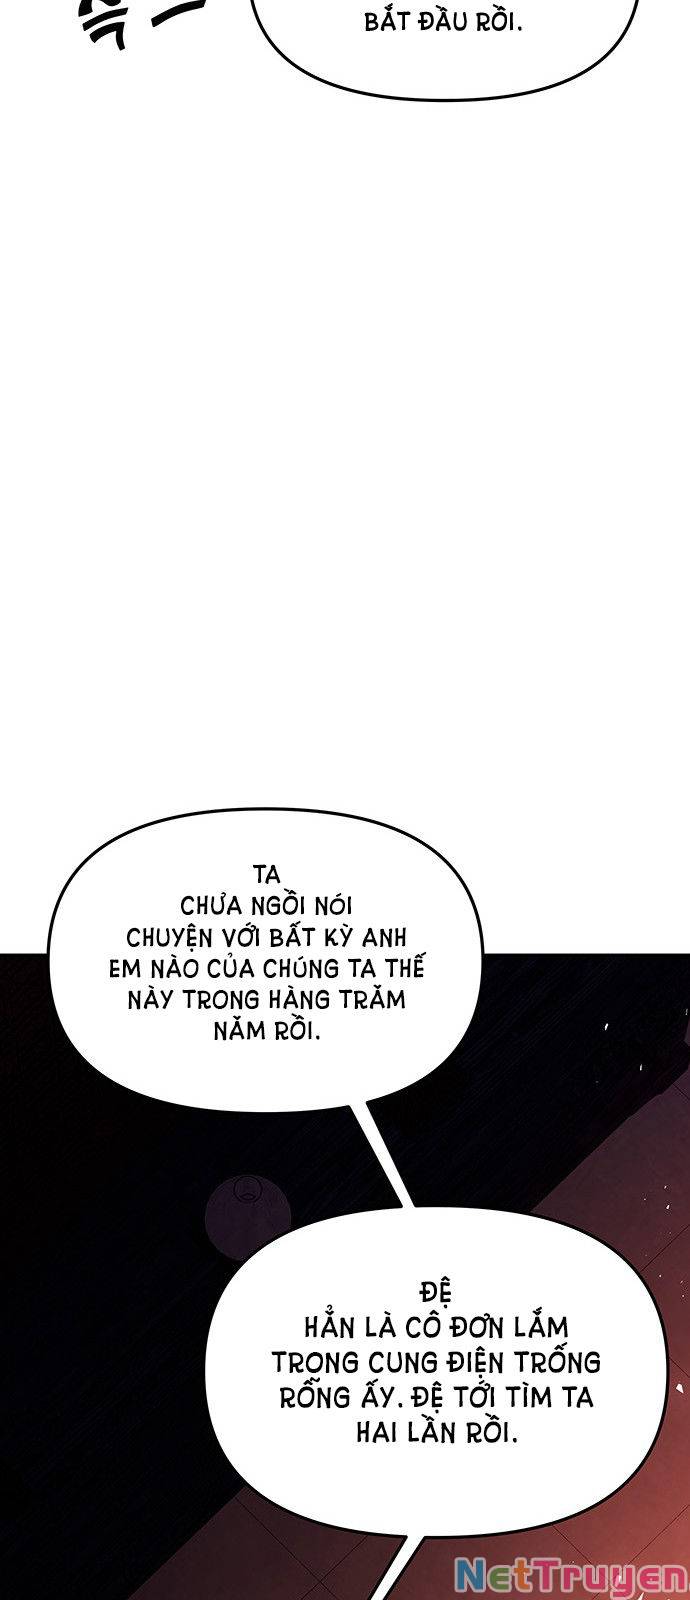 BẮT ĐẦU RỒI.
TA
CHƯA NGỒI NÓI
CHUYỆN VỚI BẤT KỲ ANH
EM NÀO CỦA CHÚNG TA THẾ
NÀY TRONG HÀNG TRĂM
NĂM RỒI.
ĐỆ
HẲN LÀ CÔ ĐƠN LẮM
TRONG CUNG ĐIỆN TRỐNG
RỖNG ẤY. ĐỆ TỚI TÌM TA
HAI LẦN RỒI.
NetTruyen